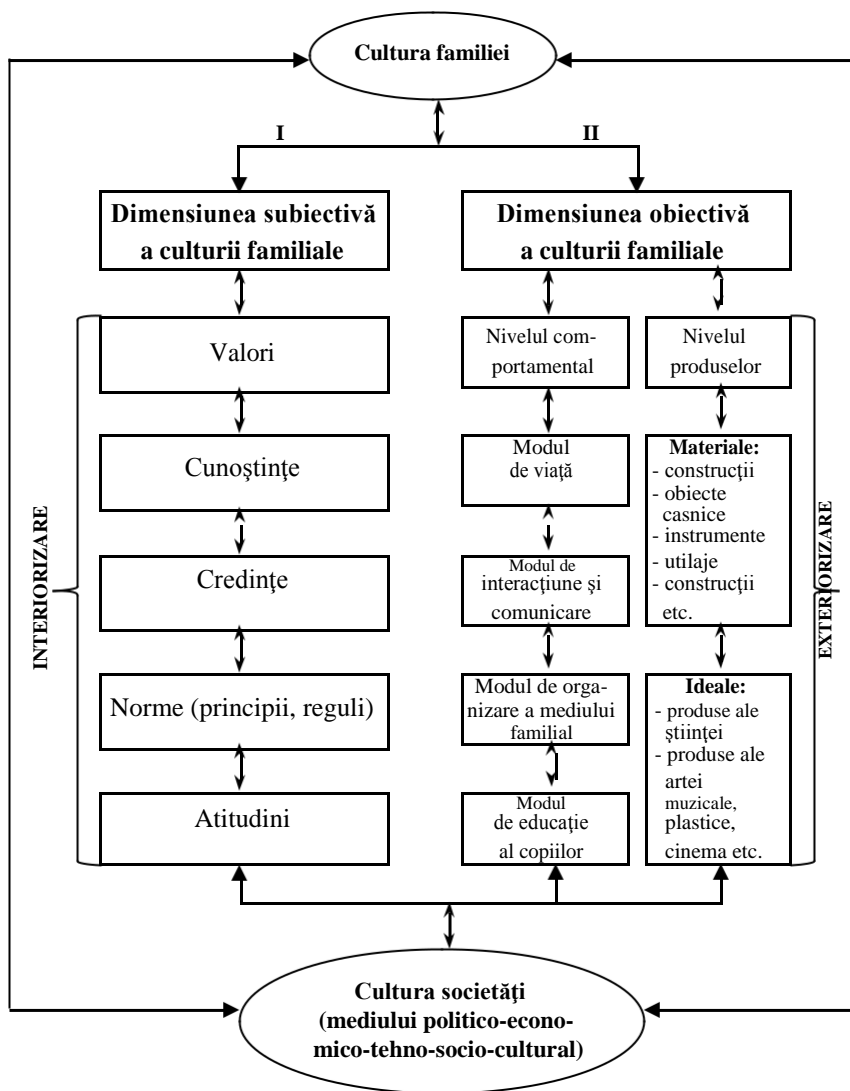 Cultura familiei
I
II
Dimensiunea subiectivă
a culturii familiale
Dimensiunea obiectivă
a culturii familiale
INTERIORIZARE
Valori
Cunoştinţe
Credinţe
Norme (principii, reguli)
Atitudini
Nivelul com-
portamental
Modul
de viaţă
Modul de
interacţiune şi
comunicare
Modul de orga-
nizare a mediului
familial
Modul
de educaţie
al copiilor
Nivelul
produselor
Materiale:
- construcţii
- obiecte
casnice
- instrumente
- utilaje
- construcţii
etc.
Ideale:
- produse ale
ştiinţei
- produse ale
artei
muzicale,
plastice,
cinema etc.
EXTERIORIZARE
Cultura societăţi
(mediului politico-econo-
mico-tehno-socio-cultural)